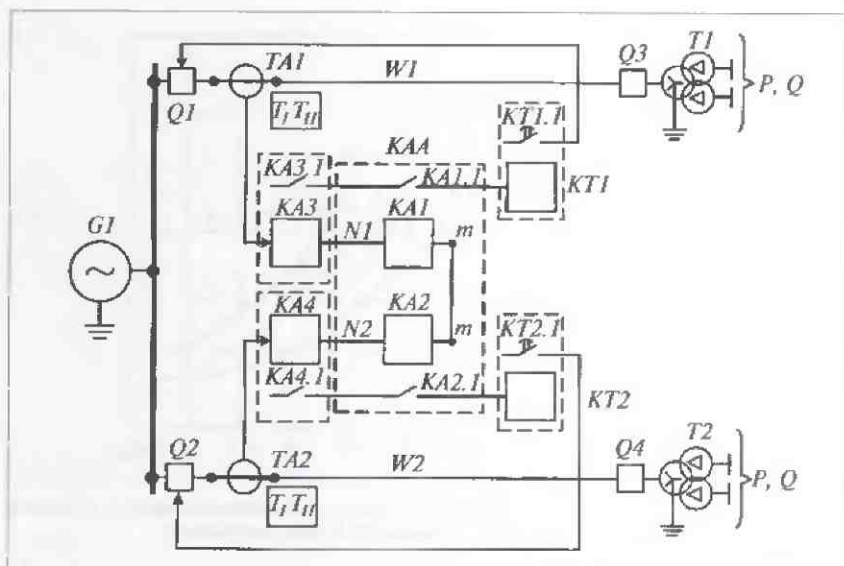 TA1
Q3
T1
W1
P, Q
Q1
T_I T_II
KT1.1
KAA
KA3.1
KA1.1
KT1
KA3
N1
KA1
m
G1
~
KA4
N2
KA2
m
KT2.1
KA4.1
KA2.1
KT2
Q2
TA2
W2
Q4
T2
P, Q
T_I T_II